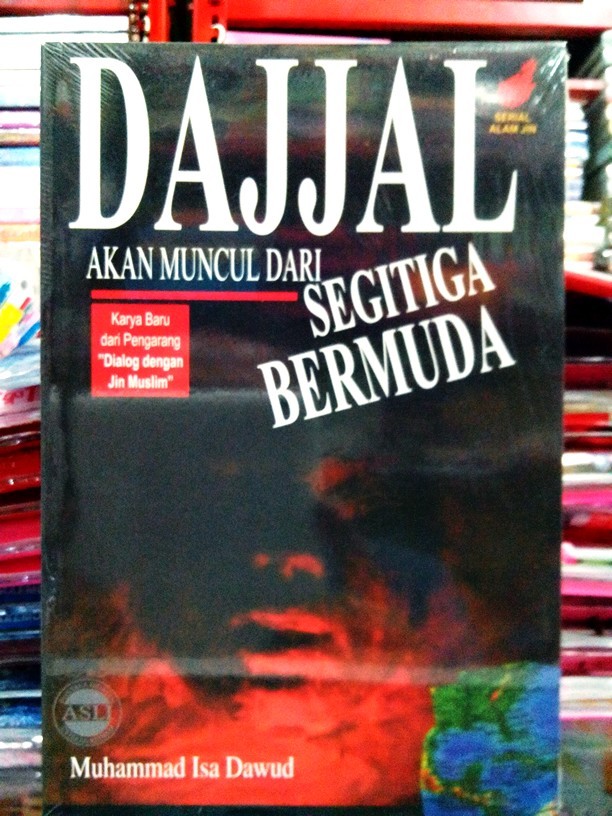 DAJJAL
SERIAL
ALAM JIN
AKAN MUNCUL DARI
SEGITIGA
BERMUDA
Karya Baru
dari Pengarang
"Dialog dengan
Jin Muslim"
ASLI
Muhammad Isa Dawud